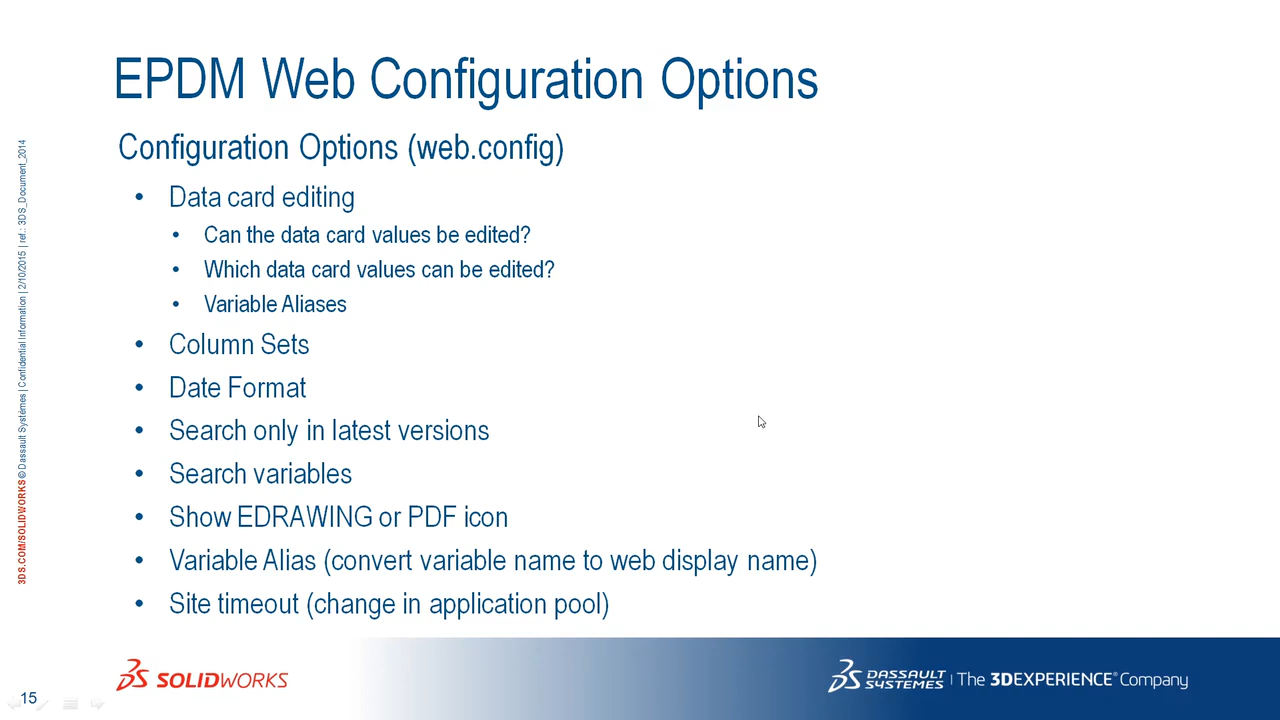 EPDM Web Configuration Options
Configuration Options (web.config)
• Data card editing
• Can the data card values be edited?
• Which data card values can be edited?
• Variable Aliases
• Column Sets
• Date Format
• Search only in latest versions
• Search variables
• Show EDRAWING or PDF icon
• Variable Alias (convert variable name to web display name)
• Site timeout (change in application pool)
3DS.COM/SOLIDWORKS © Dassault Systèmes | Confidential Information | 2/10/2015 | ref.: 3DS_Document_2014
15
SOLIDWORKS
DASSAULT SYSTEMES | The 3DEXPERIENCE® Company